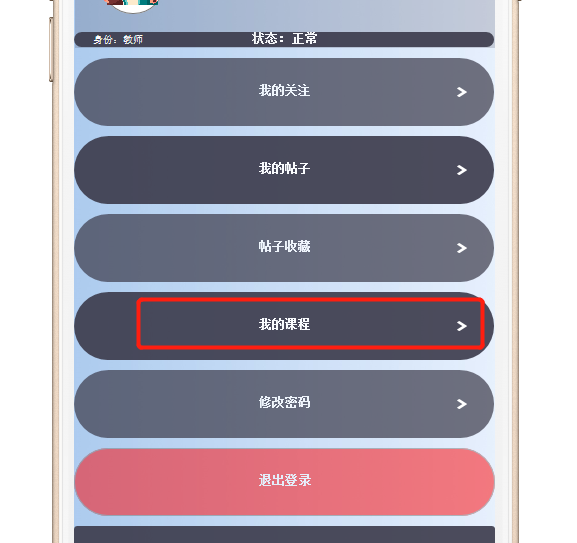 身份：教师 状态：正常
我的关注
我的帖子
帖子收藏
我的课程
修改密码
退出登录